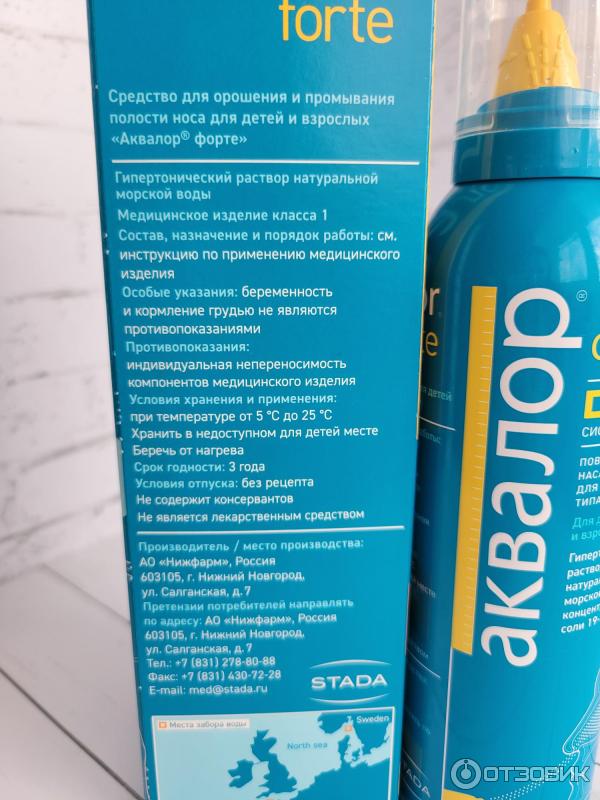 forte
Средство для орошения и промывания
полости носа для детей и взрослых
«Аквалор® форте»
Гипертонический раствор натуральной
морской воды
Медицинское изделие класса 1
Состав, назначение и порядок работы: см.
инструкцию по применению медицинского
изделия
Особые указания: беременность
и кормление грудью не являются
противопоказаниями
Противопоказания:
индивидуальная непереносимость
компонентов медицинского изделия
Условия хранения и применения:
при температуре от 5 °C до 25 °C
Хранить в недоступном для детей месте
Беречь от нагрева
Срок годности: 3 года
Условия отпуска: без рецепта
Не содержит консервантов
Не является лекарственным средством
Производитель / место производства:
АО «Нижфарм», Россия
603105, г. Нижний Новгород,
ул. Салганская, д.7
Претензии потребителей направлять
по адресу: АО «Нижфарм», Россия
603105, г. Нижний Новгород,
ул. Салганская, д.7
Тел.: +7 (831) 278-80-88
Факс: +7 (831) 430-72-28
E-mail: med@stada.ru
STADA
Места забора воды
Sweden
North sea
аквалор®
для детей
STADA
ОТЗОВИК